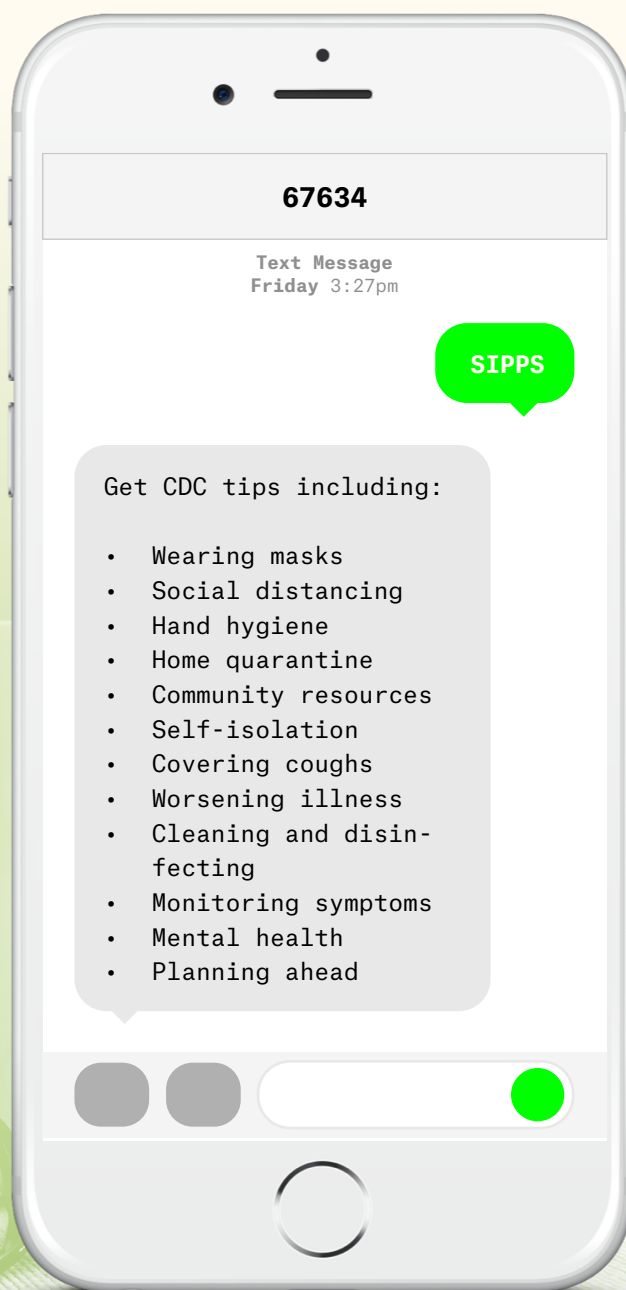 67634
Text Message
Friday 3:27pm
SIPPS
Get CDC tips including:
• Wearing masks
• Social distancing
• Hand hygiene
• Home quarantine
• Community resources
• Self-isolation
• Covering coughs
• Worsening illness
• Cleaning and disin-
fecting
• Monitoring symptoms
• Mental health
• Planning ahead